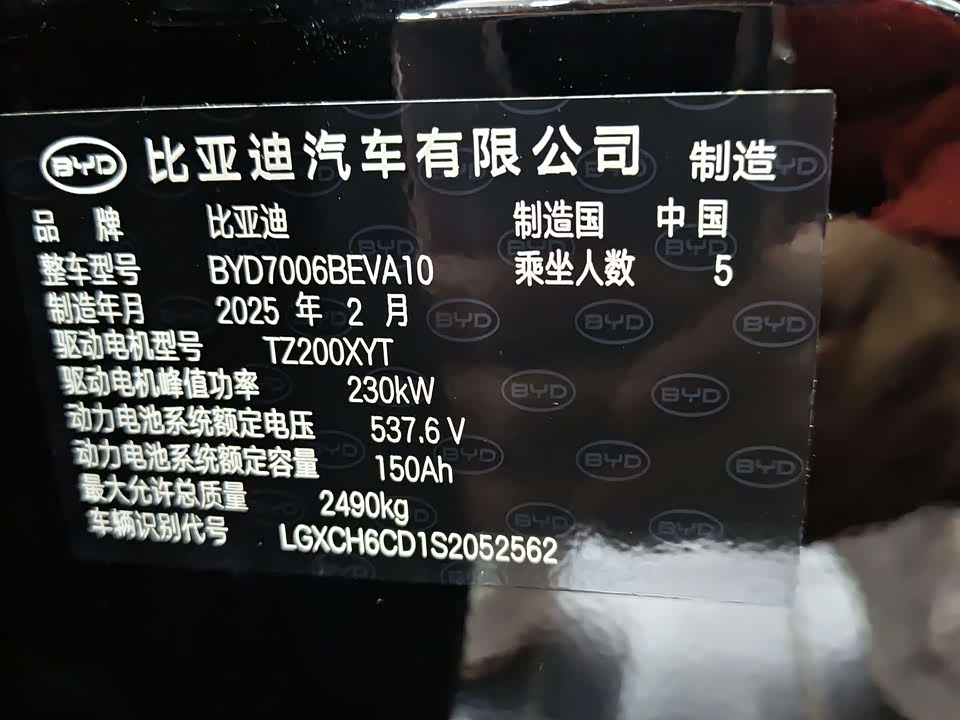 BYD 比亚迪汽车有限公司 制造
品 牌 比亚迪 制造国 中国
整车型号 BYD7006BEVA10 乘坐人数 5
制造年月 2025 年 2 月
驱动电机型号 TZ200XYT
驱动电机峰值功率 230kW
动力电池系统额定电压 537.6 V
动力电池系统额定容量 150Ah
最大允许总质量 2490kg
车辆识别代号 LGXCH6CD1S2052562